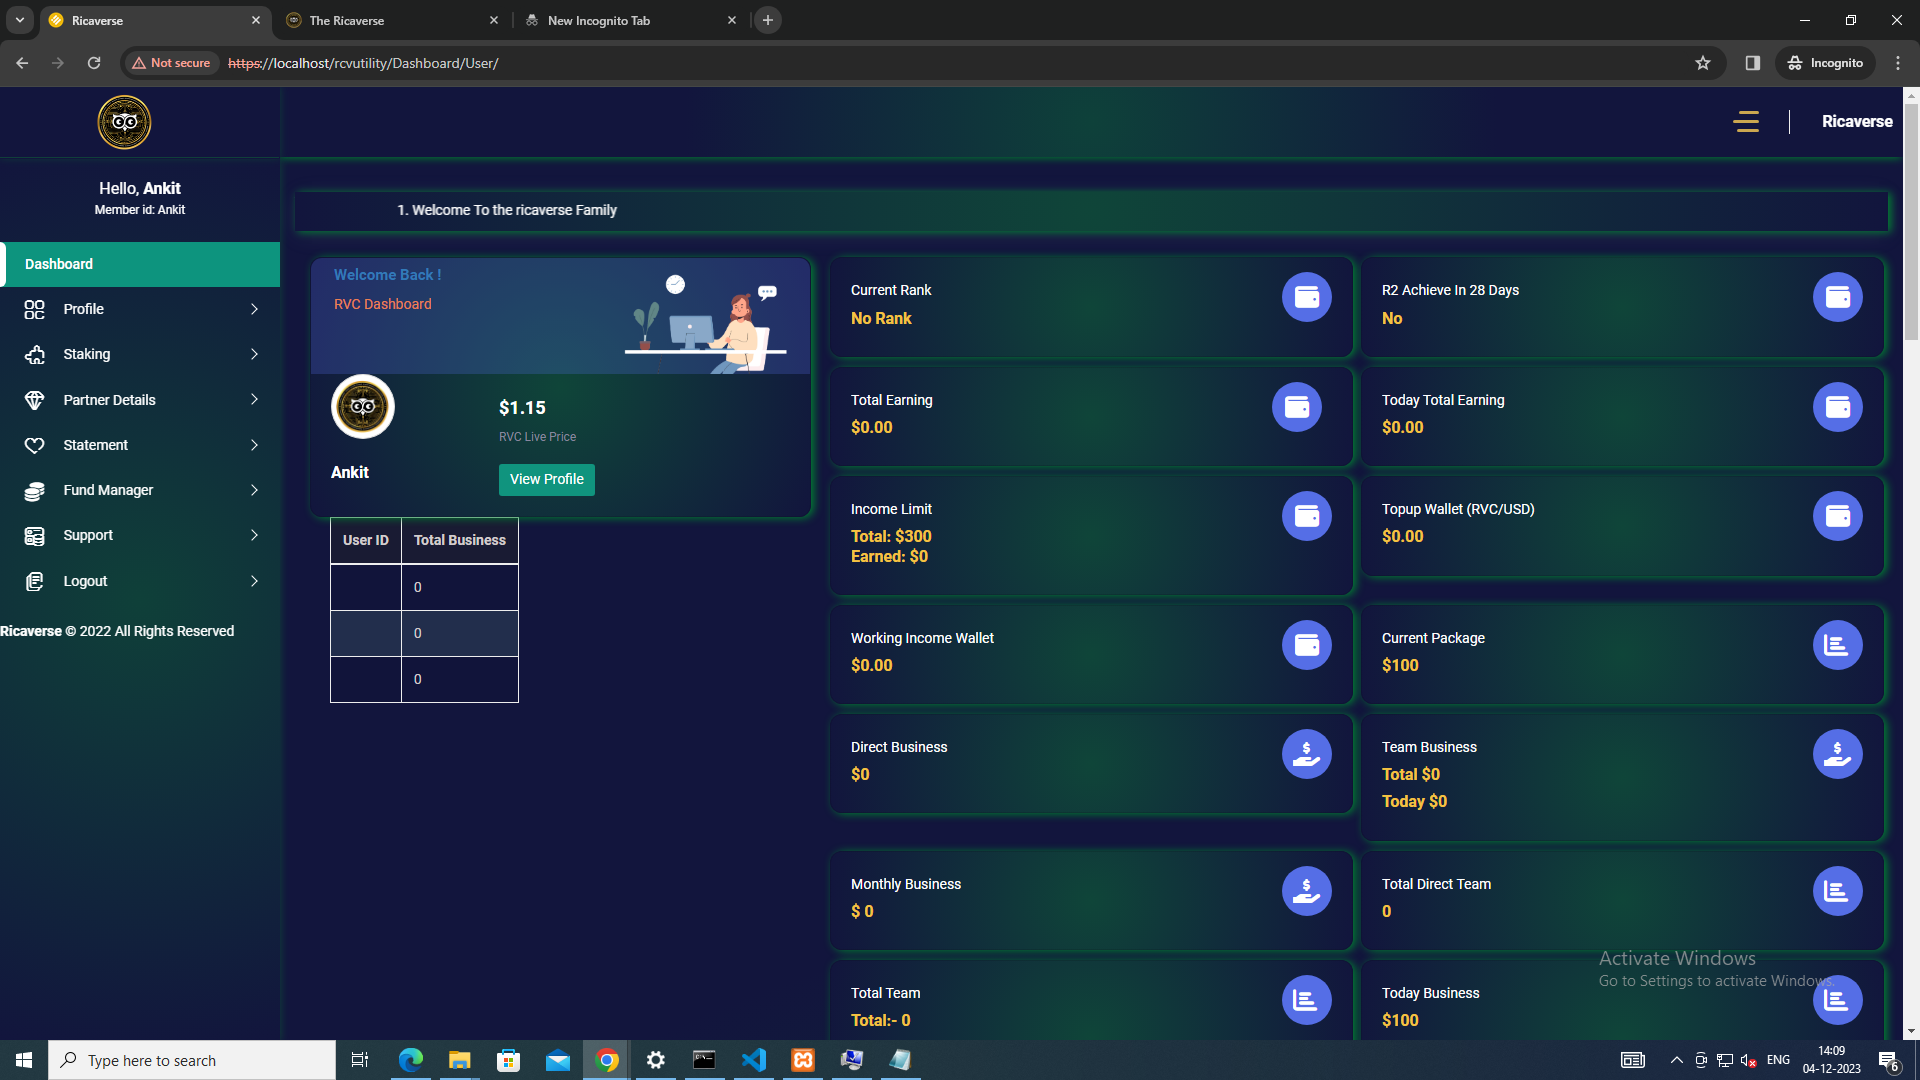 Ricaverse
The Ricaverse
New Incognito Tab
Not secure
https://localhost/rcvutility/Dashboard/User/
Incognito
Ricaverse
Hello, Ankit
Member id: Ankit
Dashboard
Profile
Staking
Partner Details
Statement
Fund Manager
Support
Logout
Ricaverse © 2022 All Rights Reserved
1. Welcome To the ricaverse Family
Welcome Back !
RVC Dashboard
$1.15
RVC Live Price
Ankit
View Profile
User ID Total Business
0
0
0
Current Rank
No Rank
R2 Achieve In 28 Days
No
Total Earning
$0.00
Today Total Earning
$0.00
Income Limit
Total: $300
Earned: $0
Topup Wallet (RVC/USD)
$0.00
Working Income Wallet
$0.00
Current Package
$100
Direct Business
$0
Team Business
Total $0
Today $0
Monthly Business
$ 0
Total Direct Team
0
Total Team
Total:- 0
Today Business
$100
Activate Windows
Go to Settings to activate Windows.
Type here to search
ENG
14:09
04-12-2023
6